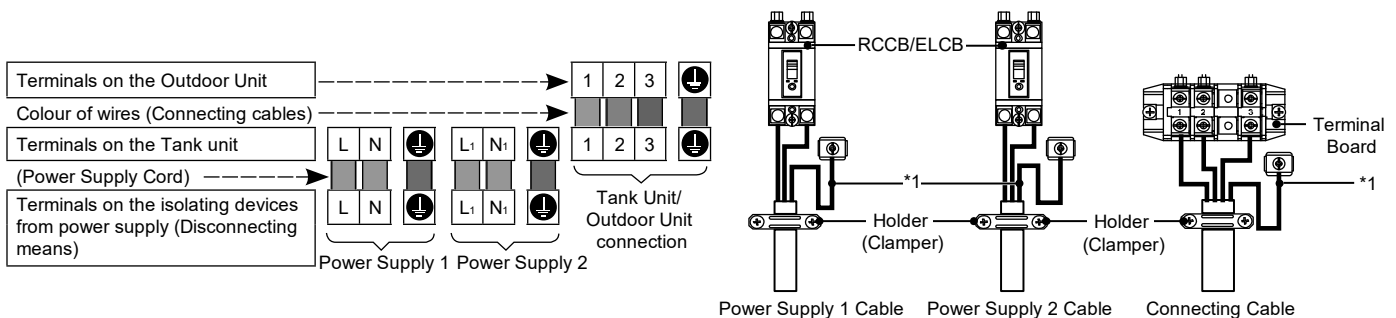 Terminals on the Outdoor Unit
Colour of wires (Connecting cables)
Terminals on the Tank unit
(Power Supply Cord)
Terminals on the isolating devices
from power supply (Disconnecting
means)
1 2 3
1 2 3
L N
L1 N1
L N
L1 N1
Power Supply 1
Power Supply 2
Tank Unit/
Outdoor Unit
connection
RCCB/ELCB
*1
Holder
(Clamper)
Holder
(Clamper)
1 2 3
Terminal
Board
*1
Power Supply 1 Cable
Power Supply 2 Cable
Connecting Cable